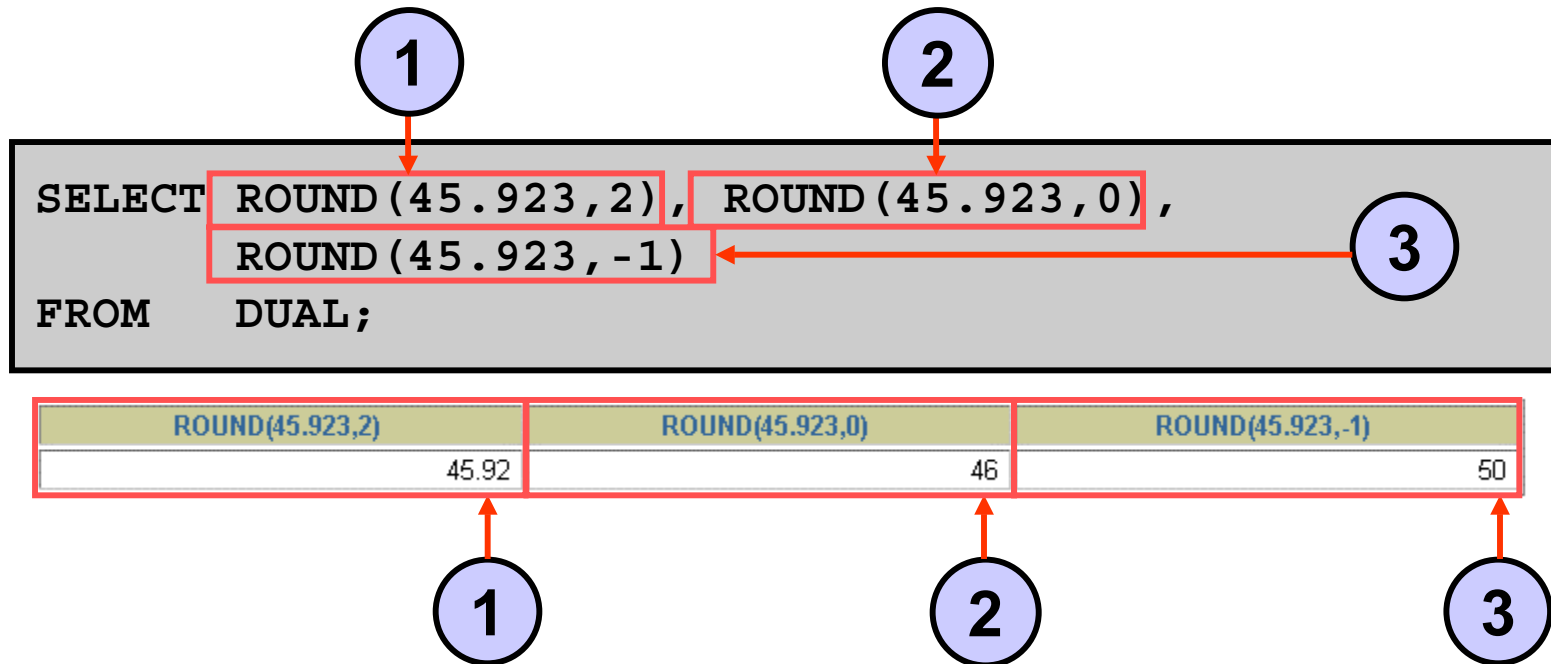 1 2
SELECT ROUND(45.923,2), ROUND(45.923,0),
ROUND(45.923,-1) 3
FROM DUAL;
ROUND(45.923,2) ROUND(45.923,0) ROUND(45.923,-1)
45.92 46 50
1 2 3